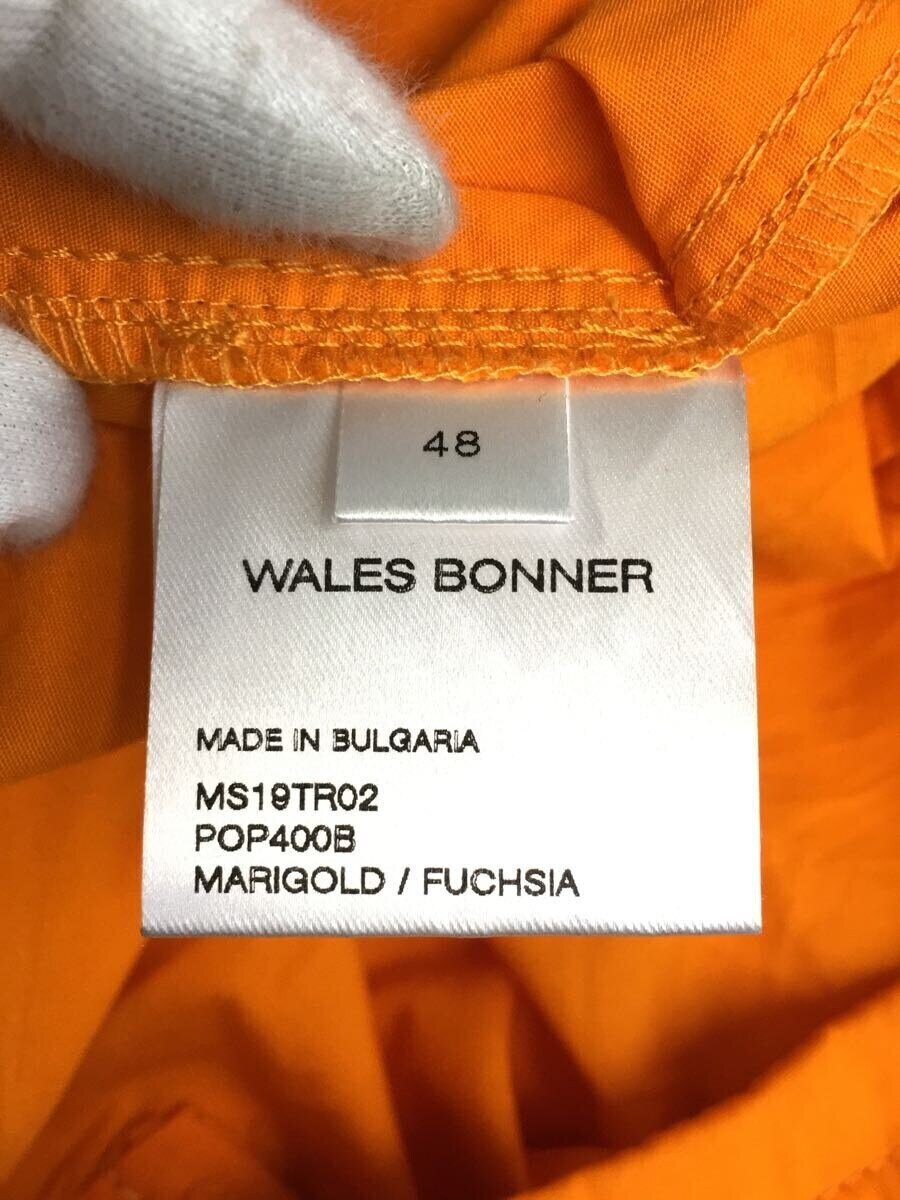 48
WALES BONNER
MADE IN BULGARIA
MS19TR02
POP400B
MARIGOLD / FUCHSIA